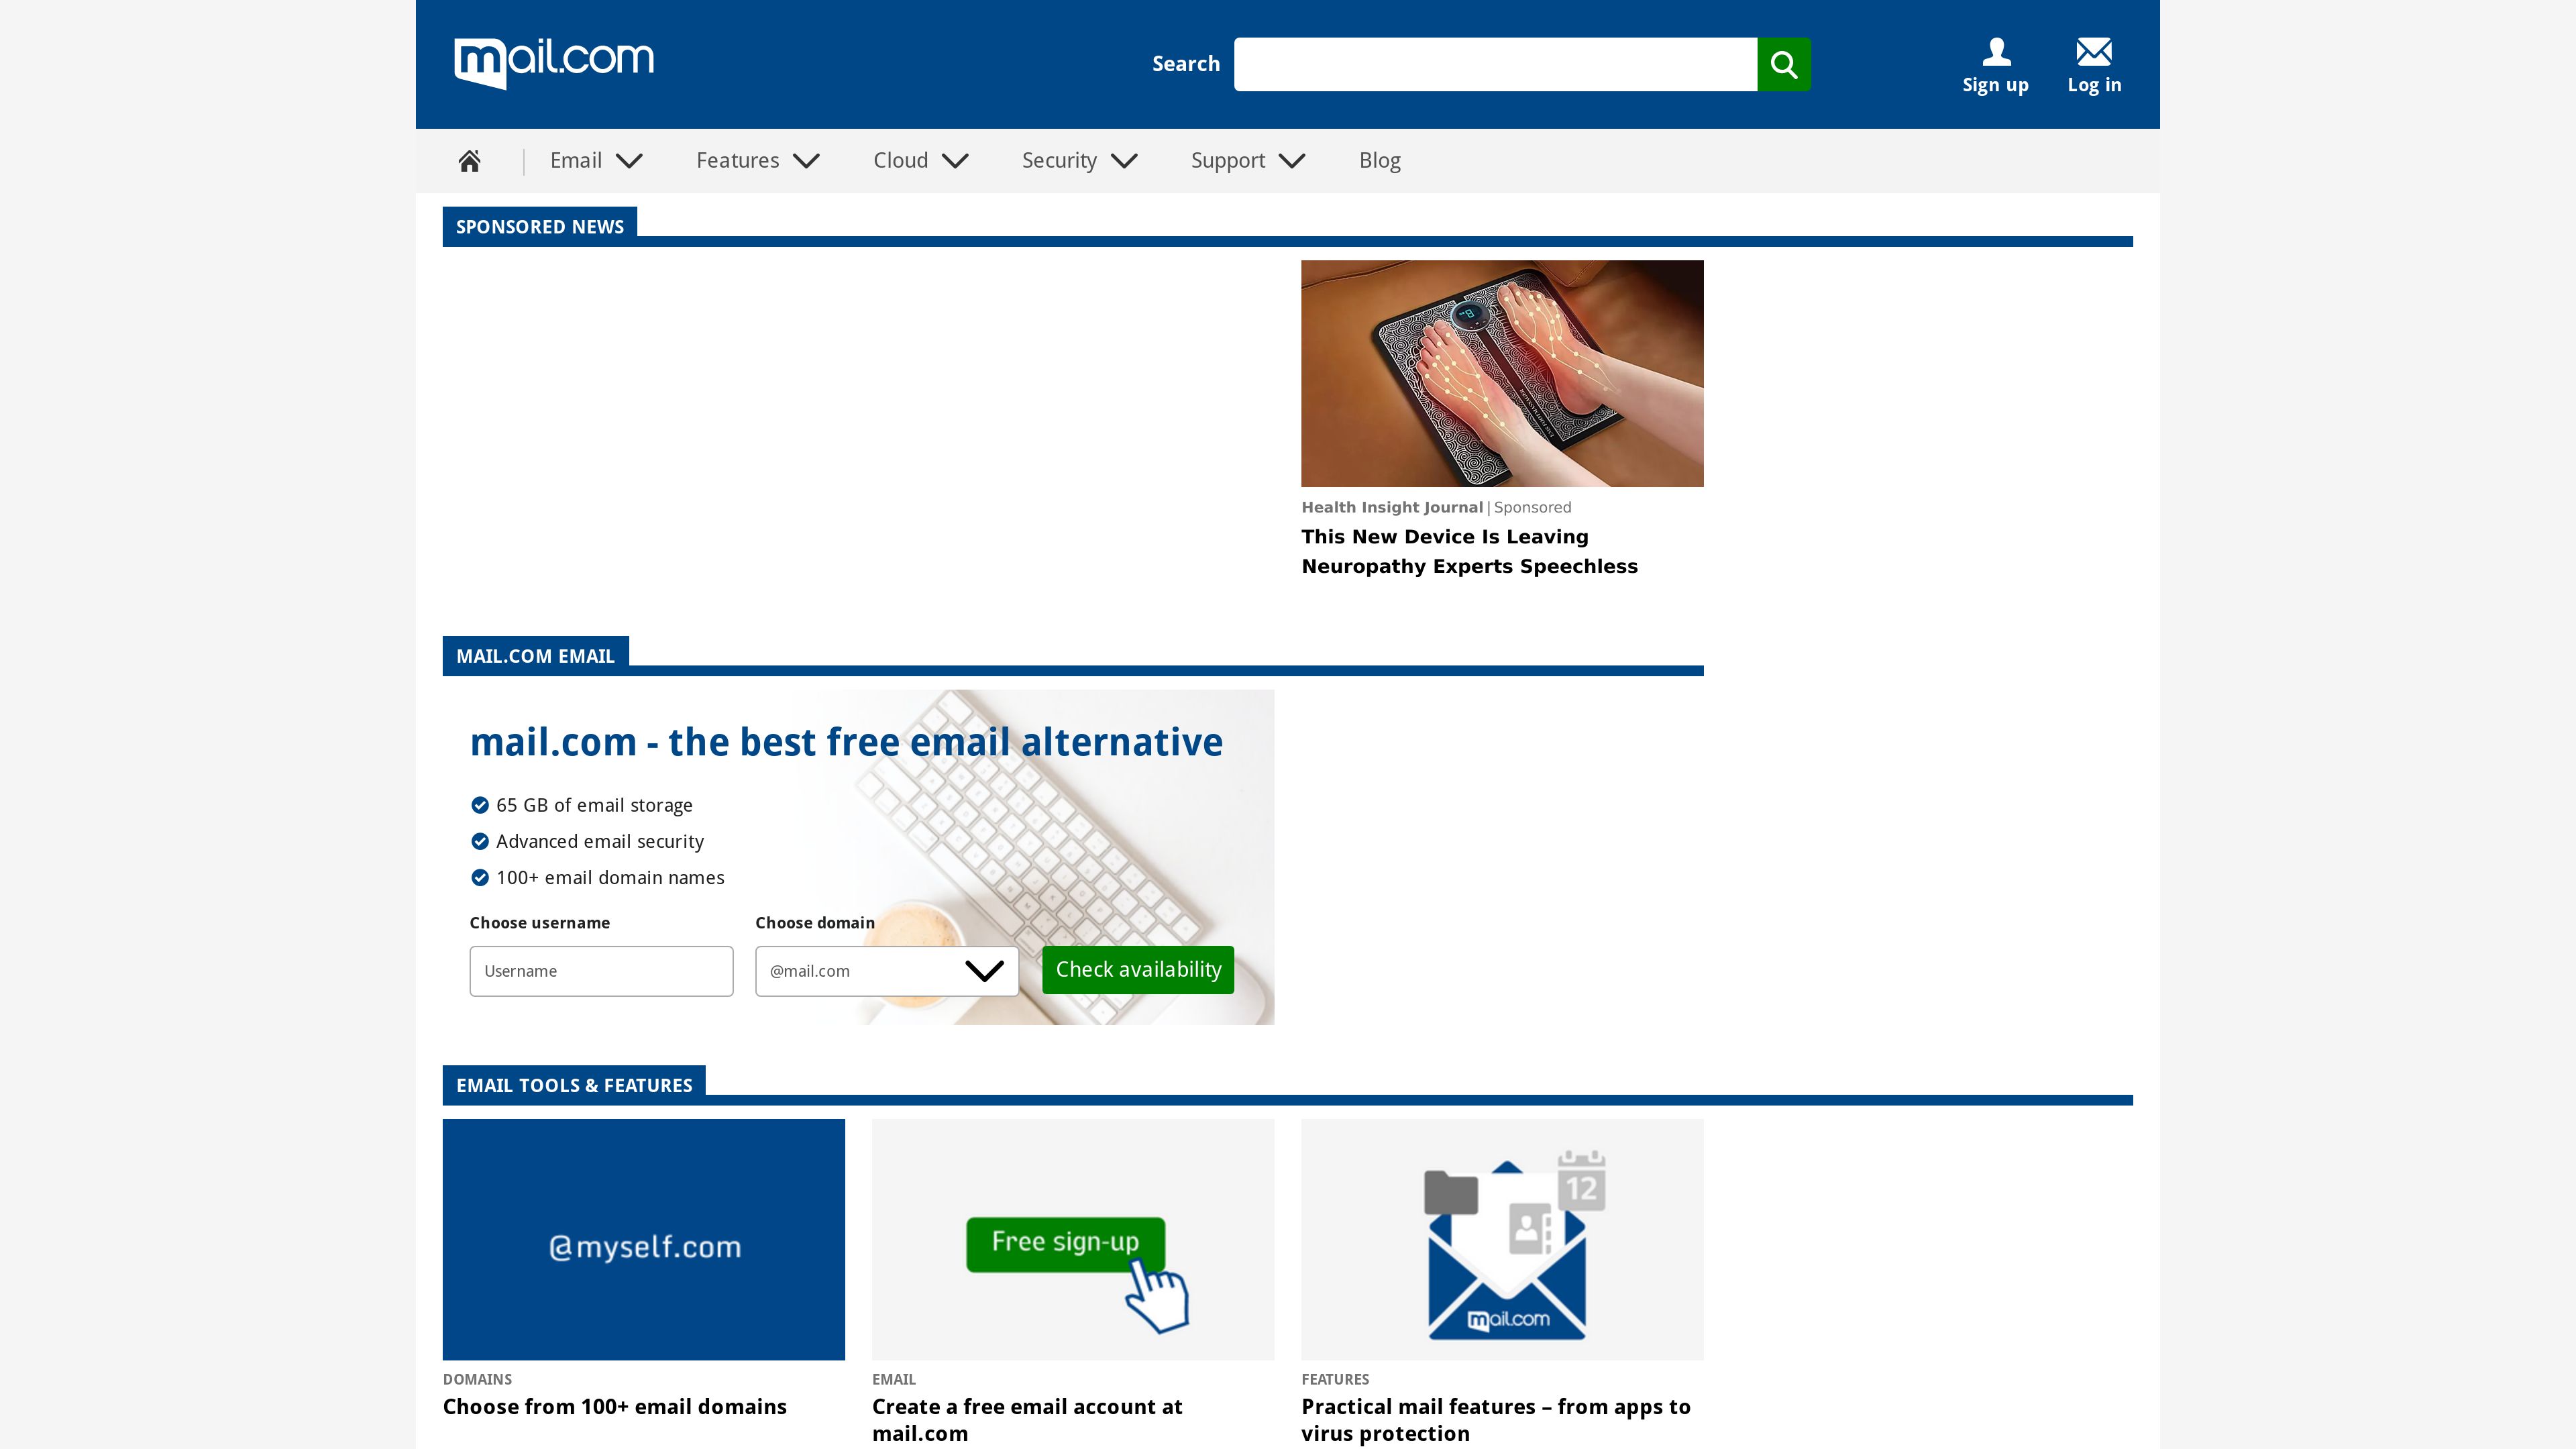 mail.com
Search
Sign up
Log in
Email
Features
Cloud
Security
Support
Blog
SPONSORED NEWS
Health Insight Journal | Sponsored
This New Device Is Leaving
Neuropathy Experts Speechless
MAIL.COM EMAIL
mail.com - the best free email alternative
65 GB of email storage
Advanced email security
100+ email domain names
Choose username
Choose domain
Username
@mail.com
Check availability
EMAIL TOOLS & FEATURES
@myself.com
Free sign-up
12
mail.com
DOMAINS
Choose from 100+ email domains
EMAIL
Create a free email account at
mail.com
FEATURES
Practical mail features – from apps to
virus protection